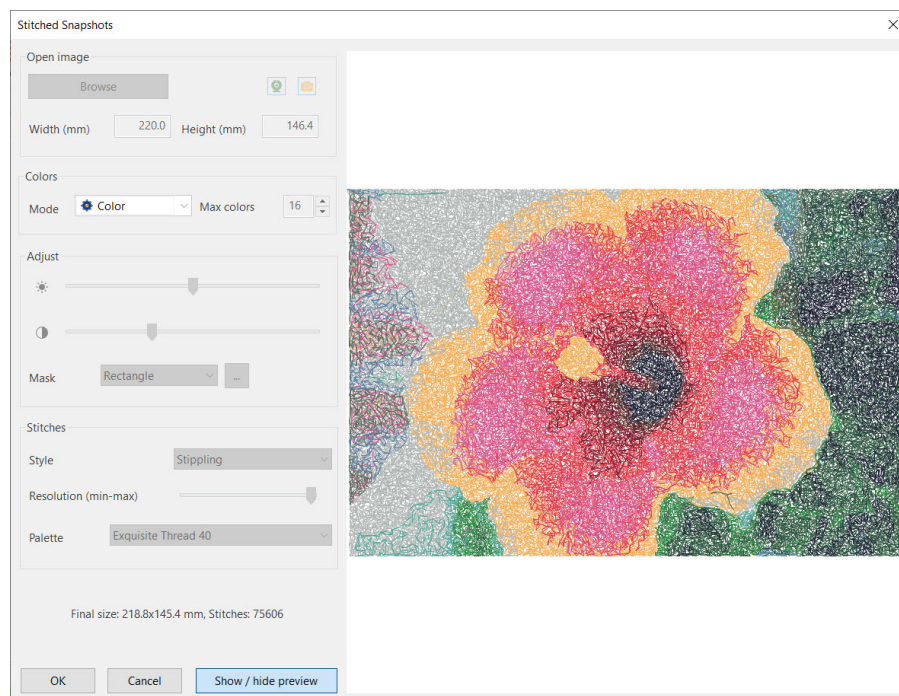 Stitched Snapshots
Open image
Browse
Width (mm) 220.0 Height (mm) 146.4
Colors
Mode Color Max colors 16
Adjust
Mask Rectangle ...
Stitches
Style Stippling
Resolution (min-max)
Palette Exquisite Thread 40
Final size: 218.8x145.4 mm, Stitches: 75606
OK Cancel Show / hide preview